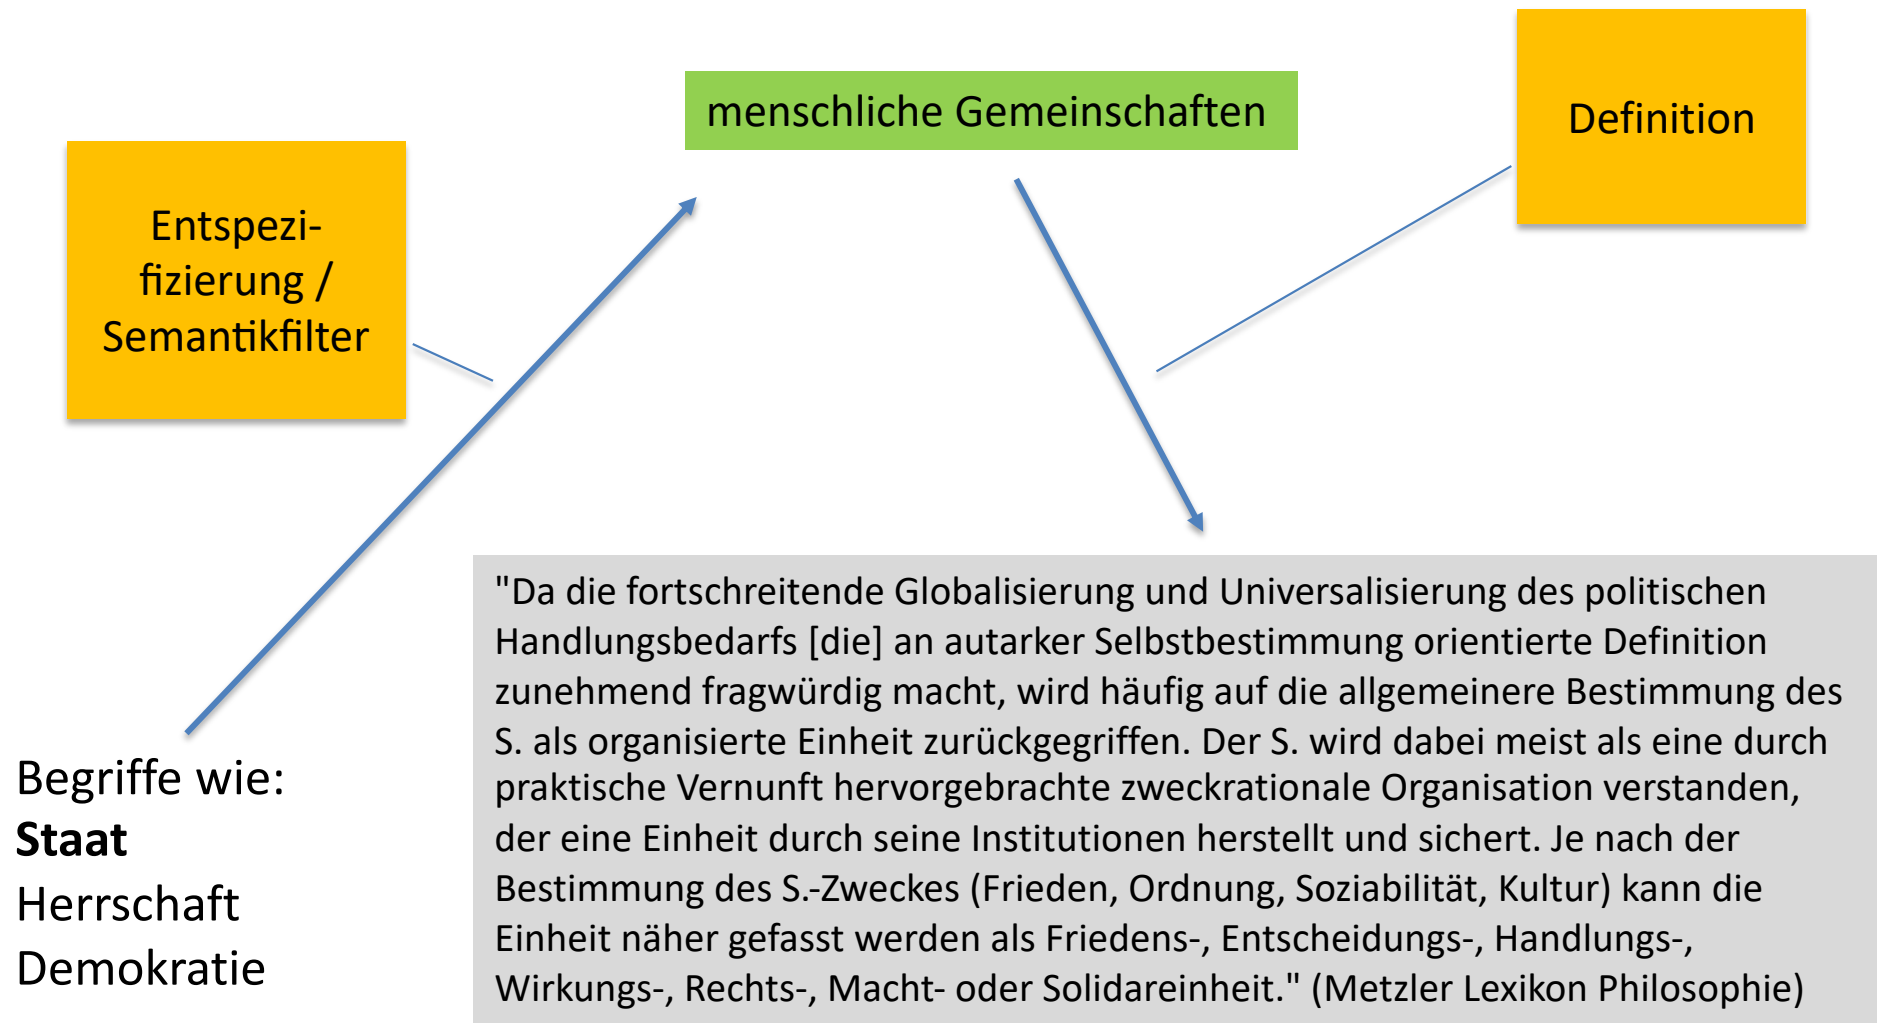 menschliche Gemeinschaften
Definition
Entspezi-
fizierung /
Semantikfilter
Begriffe wie:
Staat
Herrschaft
Demokratie
"Da die fortschreitende Globalisierung und Universalisierung des politischen
Handlungsbedarfs [die] an autarker Selbstbestimmung orientierte Definition
zunehmend fragwürdig macht, wird häufig auf die allgemeinere Bestimmung des
S. als organisierte Einheit zurückgegriffen. Der S. wird dabei meist als eine durch
praktische Vernunft hervorgebrachte zweckrationale Organisation verstanden,
der eine Einheit durch seine Institutionen herstellt und sichert. Je nach der
Bestimmung des S.-Zweckes (Frieden, Ordnung, Soziabilität, Kultur) kann die
Einheit näher gefasst werden als Friedens-, Entscheidungs-, Handlungs-,
Wirkungs-, Rechts-, Macht- oder Solidareinheit." (Metzler Lexikon Philosophie)